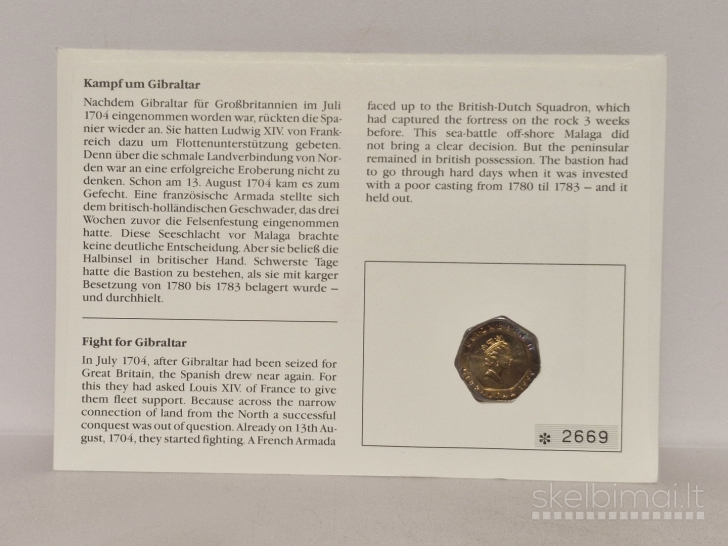 Kampf um Gibraltar
Nachdem Gibraltar für Großbritannien im Juli
1704 eingenommen worden war, rückten die Spa-
nier wieder an. Sie hatten Ludwig XIV. von Frank-
reich dazu um Flottenunterstützung gebeten.
Denn über die schmale Landverbindung von Nor-
den war an eine erfolgreiche Eroberung nicht zu
denken. Schon am 13. August 1704 kam es zum
Gefecht. Eine französische Armada stellte sich
dem britisch-holländischen Geschwader, das drei
Wochen zuvor die Felsenfestung eingenommen
hatte. Diese Seeschlacht vor Malaga brachte
keine deutliche Entscheidung. Aber sie beließ die
Halbinsel in britischer Hand. Schwerste Tage
hatte die Bastion zu bestehen, als sie mit karger
Besetzung von 1780 bis 1783 belagert wurde –
und durchhielt.
Fight for Gibraltar
In July 1704, after Gibraltar had been seized for
Great Britain, the Spanish drew near again. For
this they had asked Louis XIV. of France to give
them fleet support. Because across the narrow
connection of land from the North a successful
conquest was out of question. Already on 13th Au-
gust, 1704, they started fighting. A French Armada
faced up to the British-Dutch Squadron, which
had captured the fortress on the rock 3 weeks
before. This sea-battle off-shore Malaga did
not bring a clear decision. But the peninsular
remained in british possession. The bastion had
to go through hard days when it was invested
with a poor casting from 1780 til 1783 – and it
held out.
* 2669
skelbimai.lt